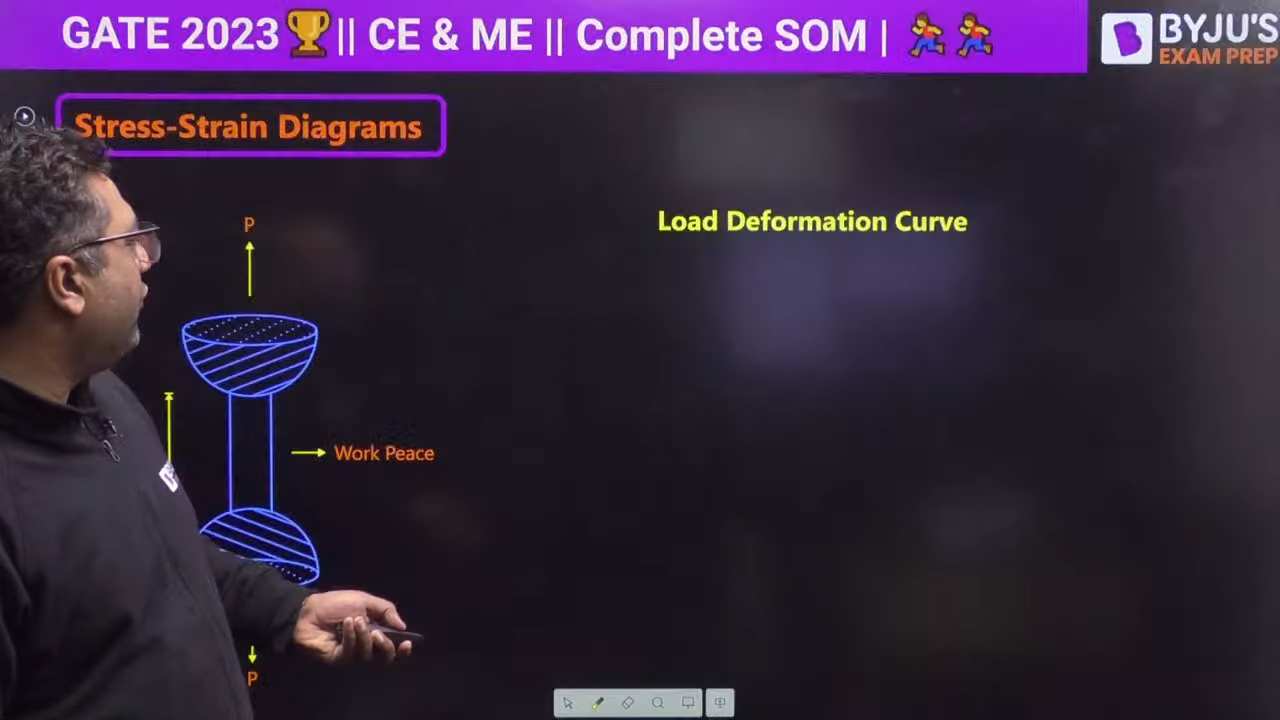 GATE 2023🏆|| CE & ME || Complete SOM | 🏃🏃
BYJU'S
EXAM PREP
Stress-Strain Diagrams
Load Deformation Curve
P
Work Peace
P